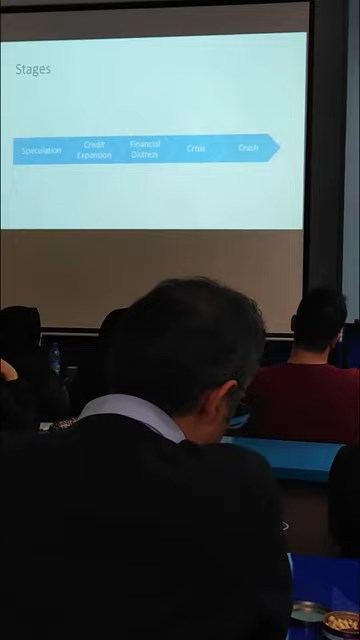 Stages
Speculation
Credit
Expansion
Financial
Distress
Crisis
Crash